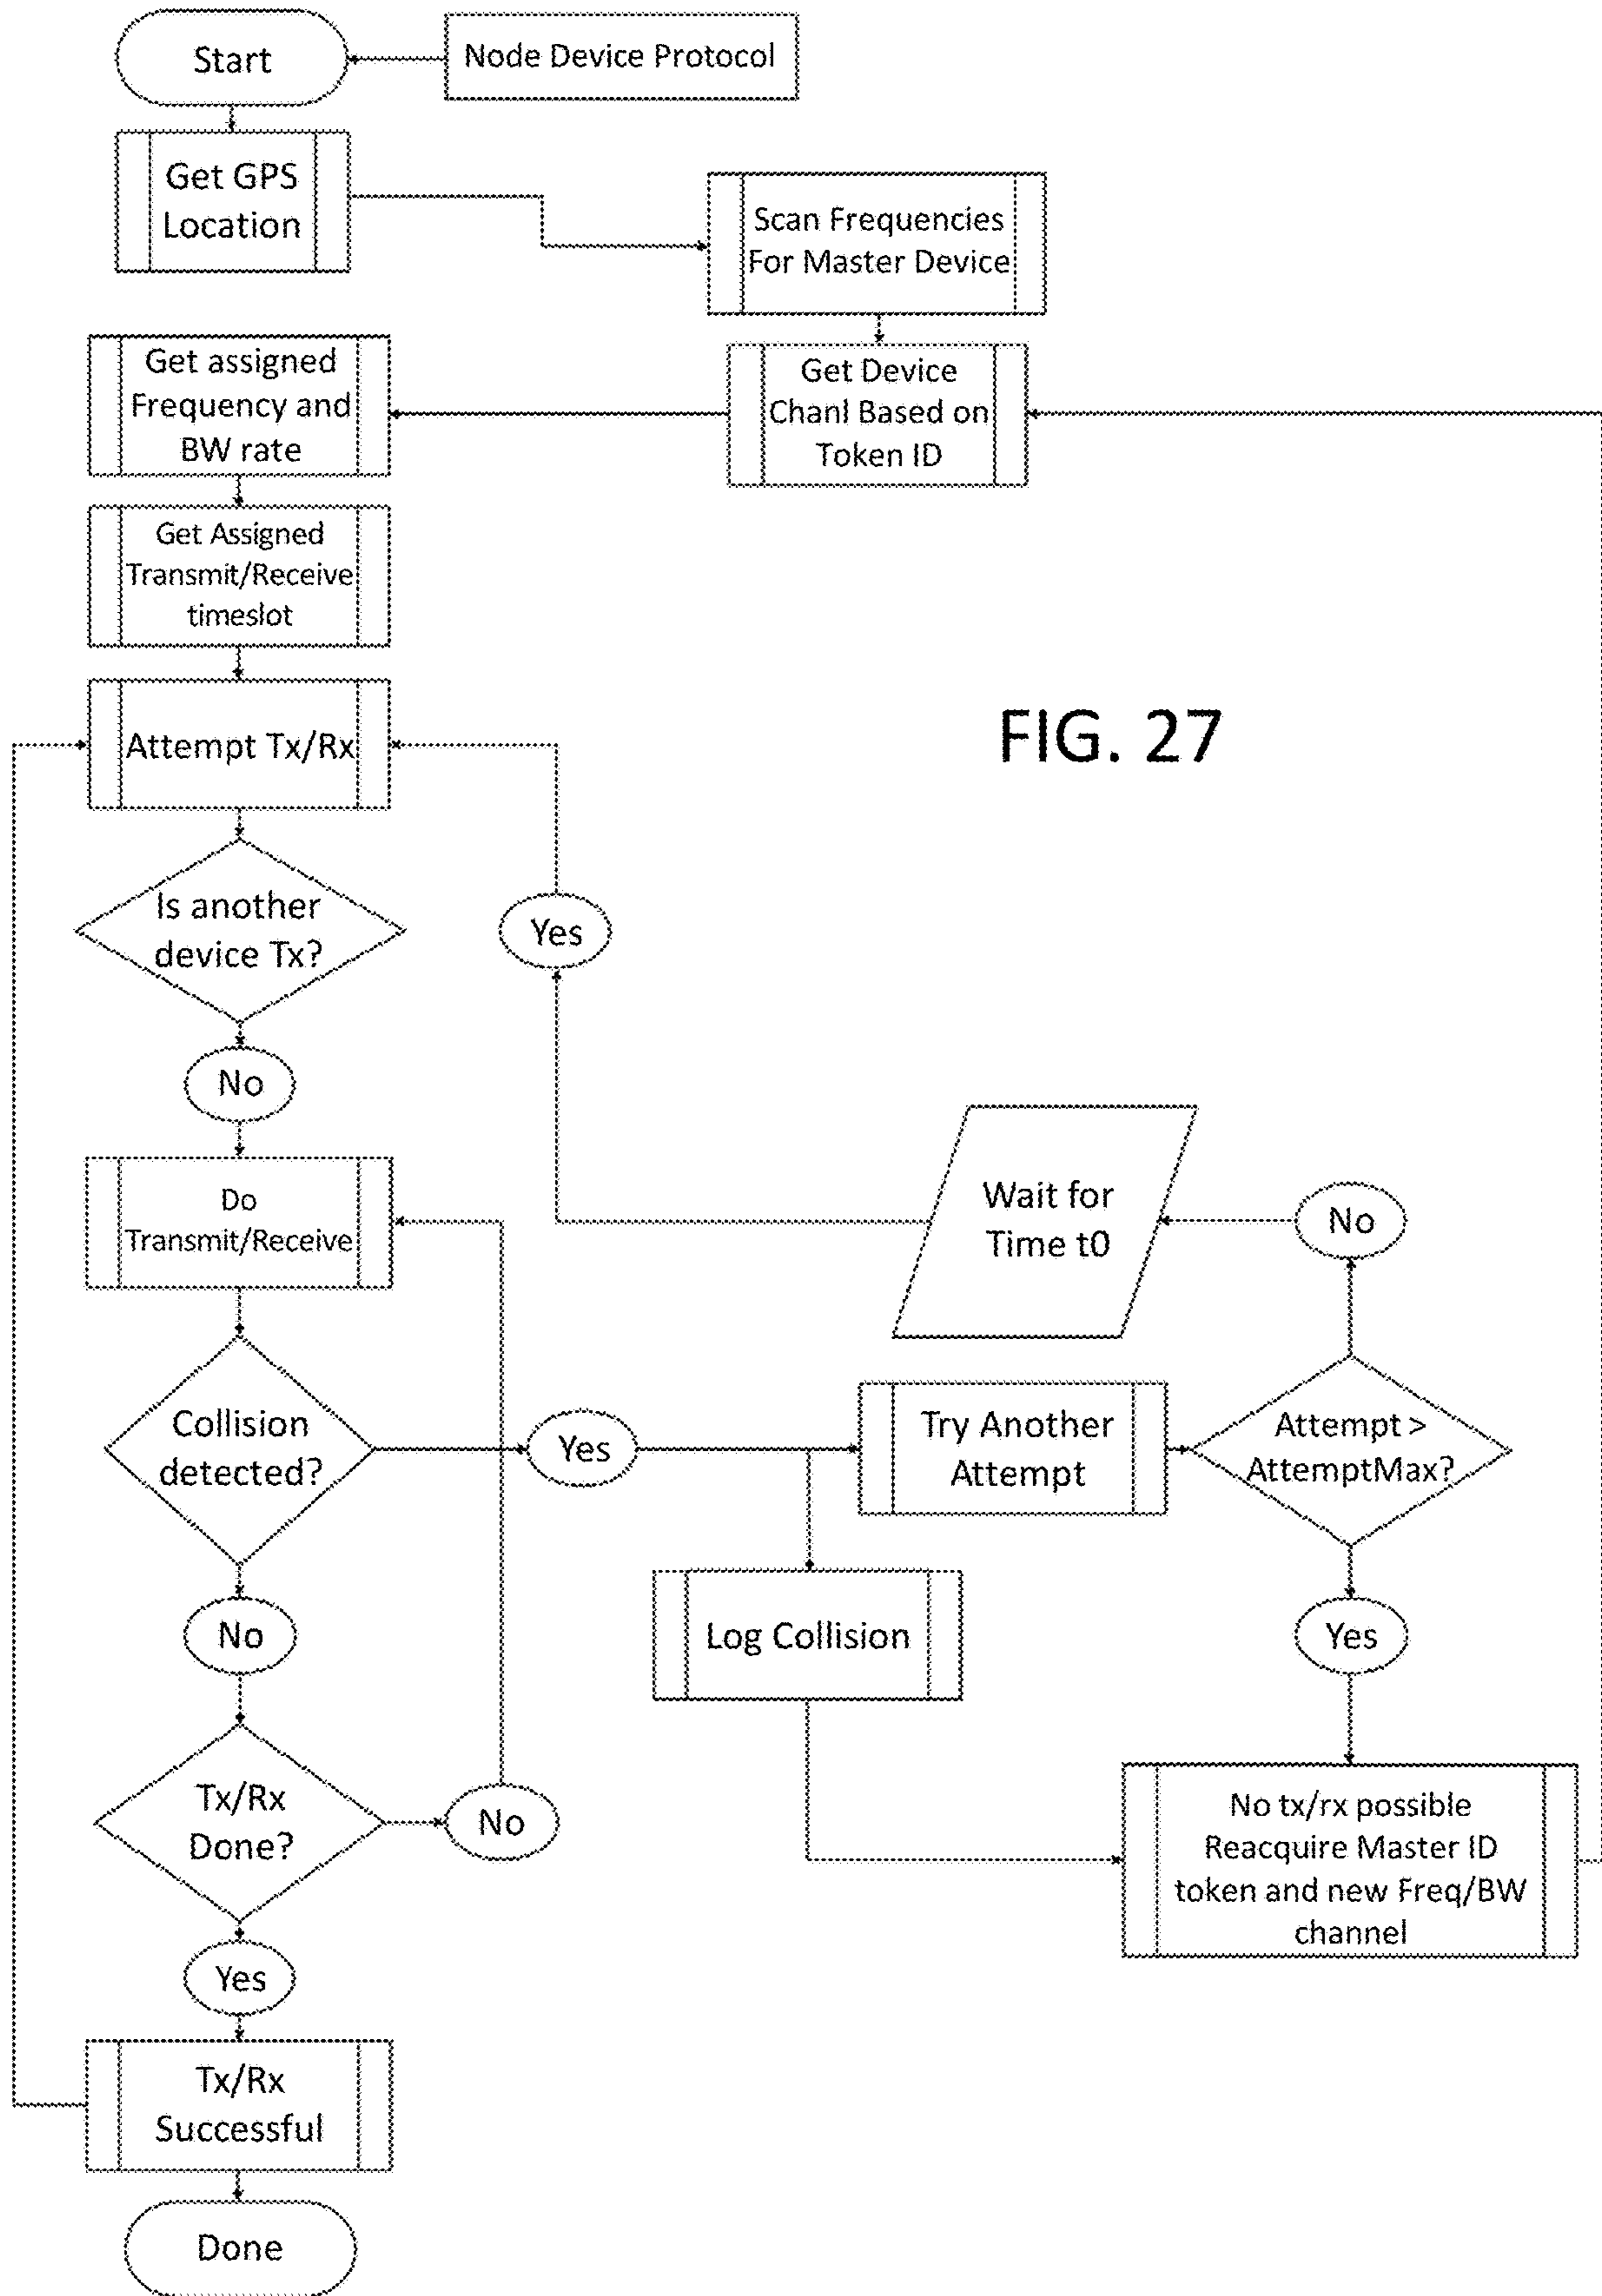 Start
Node Device Protocol
Get GPS
Location
Scan Frequencies
For Master Device
Get Device
Chanl Based on
Token ID
Get assigned
Frequency and
BW rate
Get Assigned
Transmit/Receive
timeslot
FIG. 27
Attempt Tx/Rx
Is another
device Tx?
Yes
No
Do
Transmit/Receive
Wait for
Time t0
No
Collision
detected?
Yes
Try Another
Attempt
Attempt >
AttemptMax?
No
Log Collision
Yes
Tx/Rx
Done?
No
No tx/rx possible
Reacquire Master ID
token and new Freq/BW
channel
Yes
Tx/Rx
Successful
Done